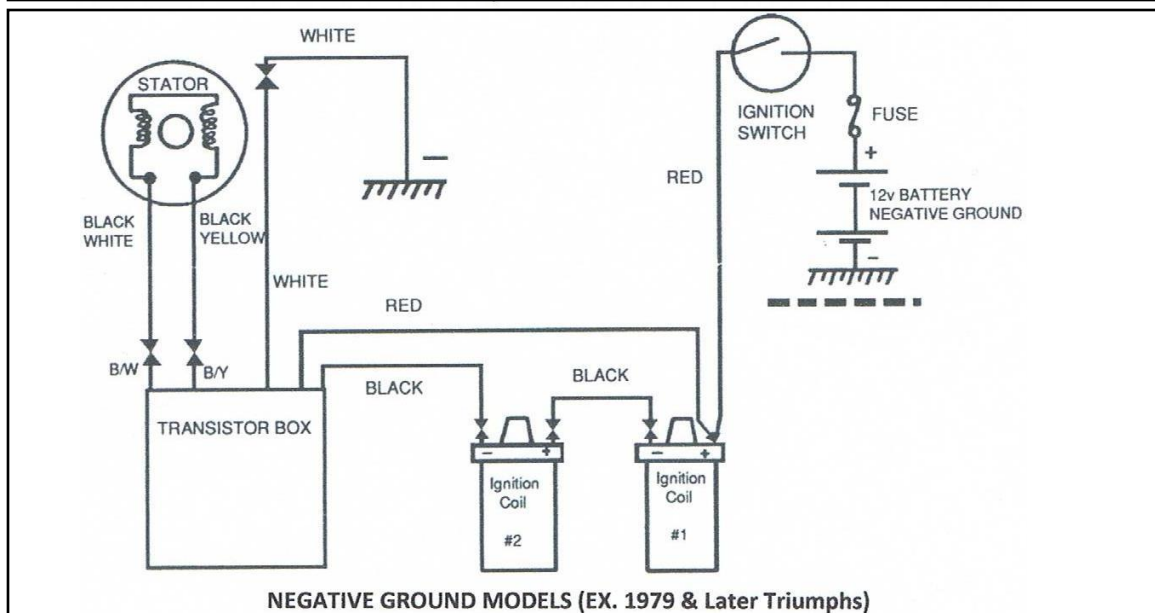 WHITE
STATOR
IGNITION
SWITCH
FUSE
+
−
RED
12v BATTERY
NEGATIVE GROUND
−
BLACK
WHITE
BLACK
YELLOW
WHITE
RED
B/W
B/Y
BLACK
BLACK
TRANSISTOR BOX
− +
− +
Ignition
Coil
#2
Ignition
Coil
#1
NEGATIVE GROUND MODELS (EX. 1979 & Later Triumphs)